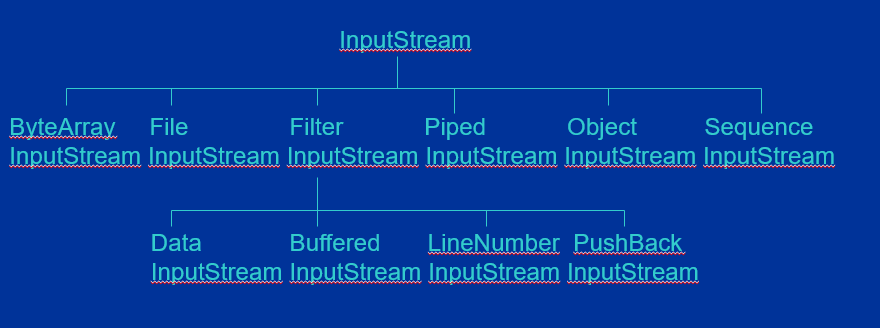 InputStream
ByteArray File Filter Piped Object Sequence
InputStream InputStream InputStream InputStream InputStream InputStream
Data Buffered LineNumber PushBack
InputStream InputStream InputStream InputStream